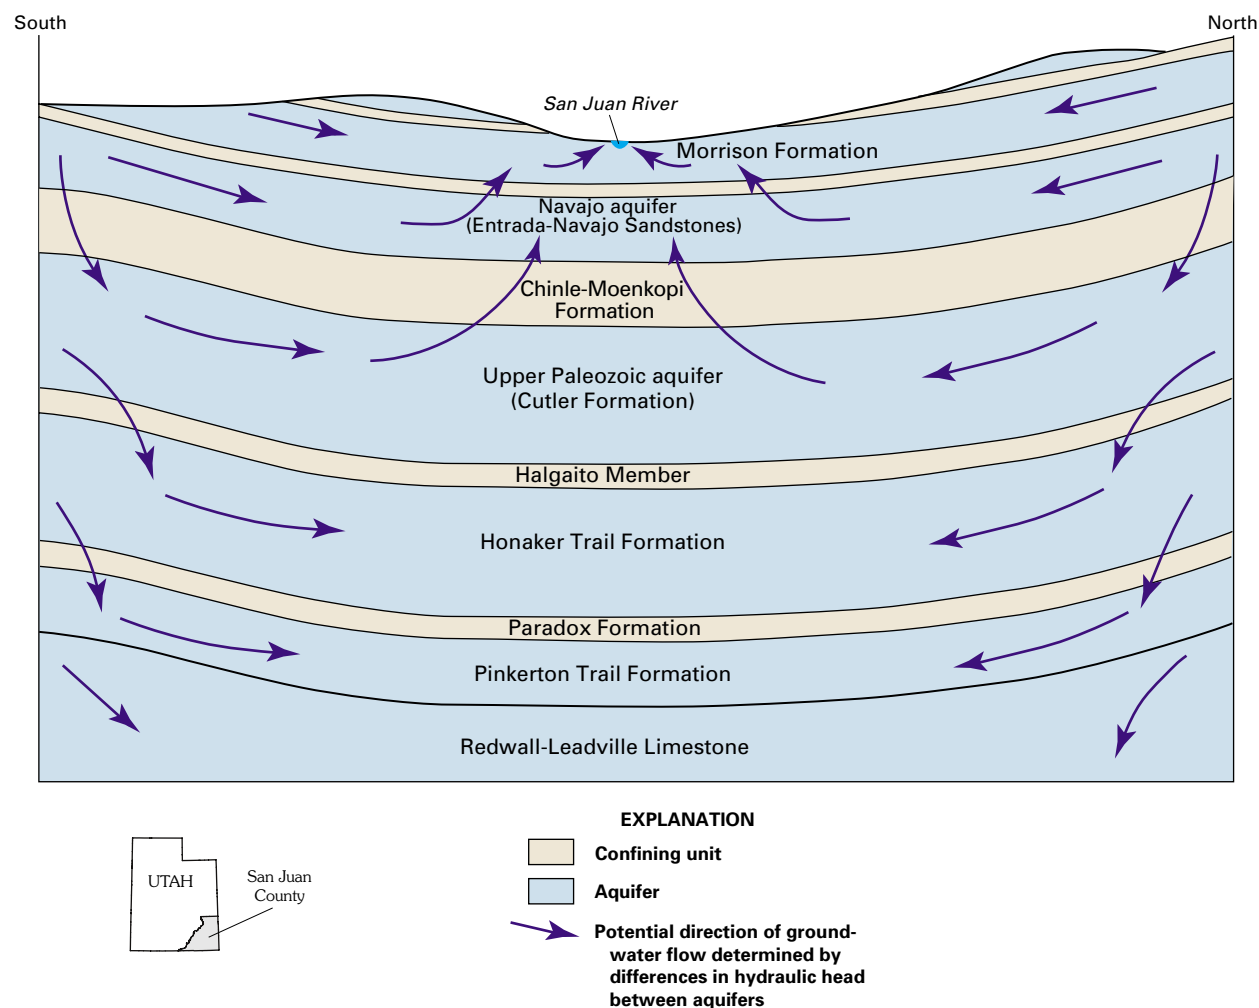 South
North
San Juan River
Morrison Formation
Navajo aquifer
(Entrada-Navajo Sandstones)
Chinle-Moenkopi
Formation
Upper Paleozoic aquifer
(Cutler Formation)
Halgaito Member
Honaker Trail Formation
Paradox Formation
Pinkerton Trail Formation
Redwall-Leadville Limestone
UTAH
San Juan
County
EXPLANATION
Confining unit
Aquifer
Potential direction of ground-
water flow determined by
differences in hydraulic head
between aquifers